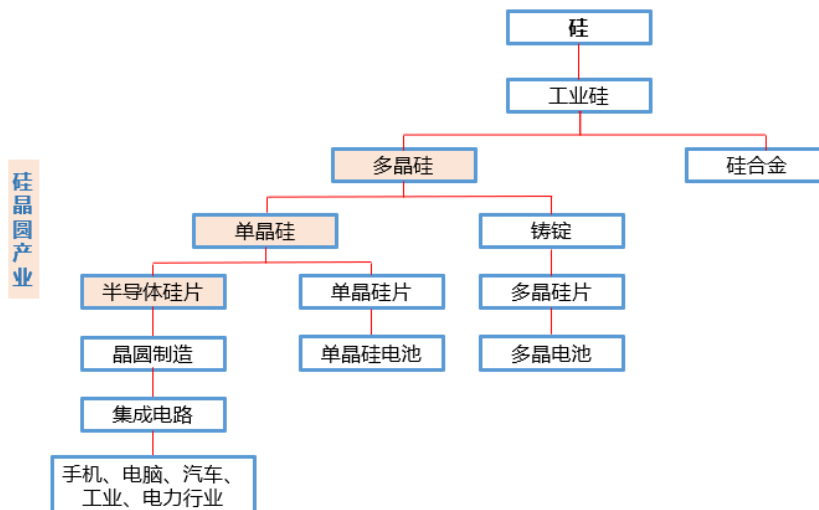 硅
工业硅
多晶硅
硅合金
硅晶圆产业
单晶硅
铸锭
半导体硅片
单晶硅片
多晶硅片
晶圆制造
单晶硅电池
多晶电池
集成电路
手机、电脑、汽车、
工业、电力行业